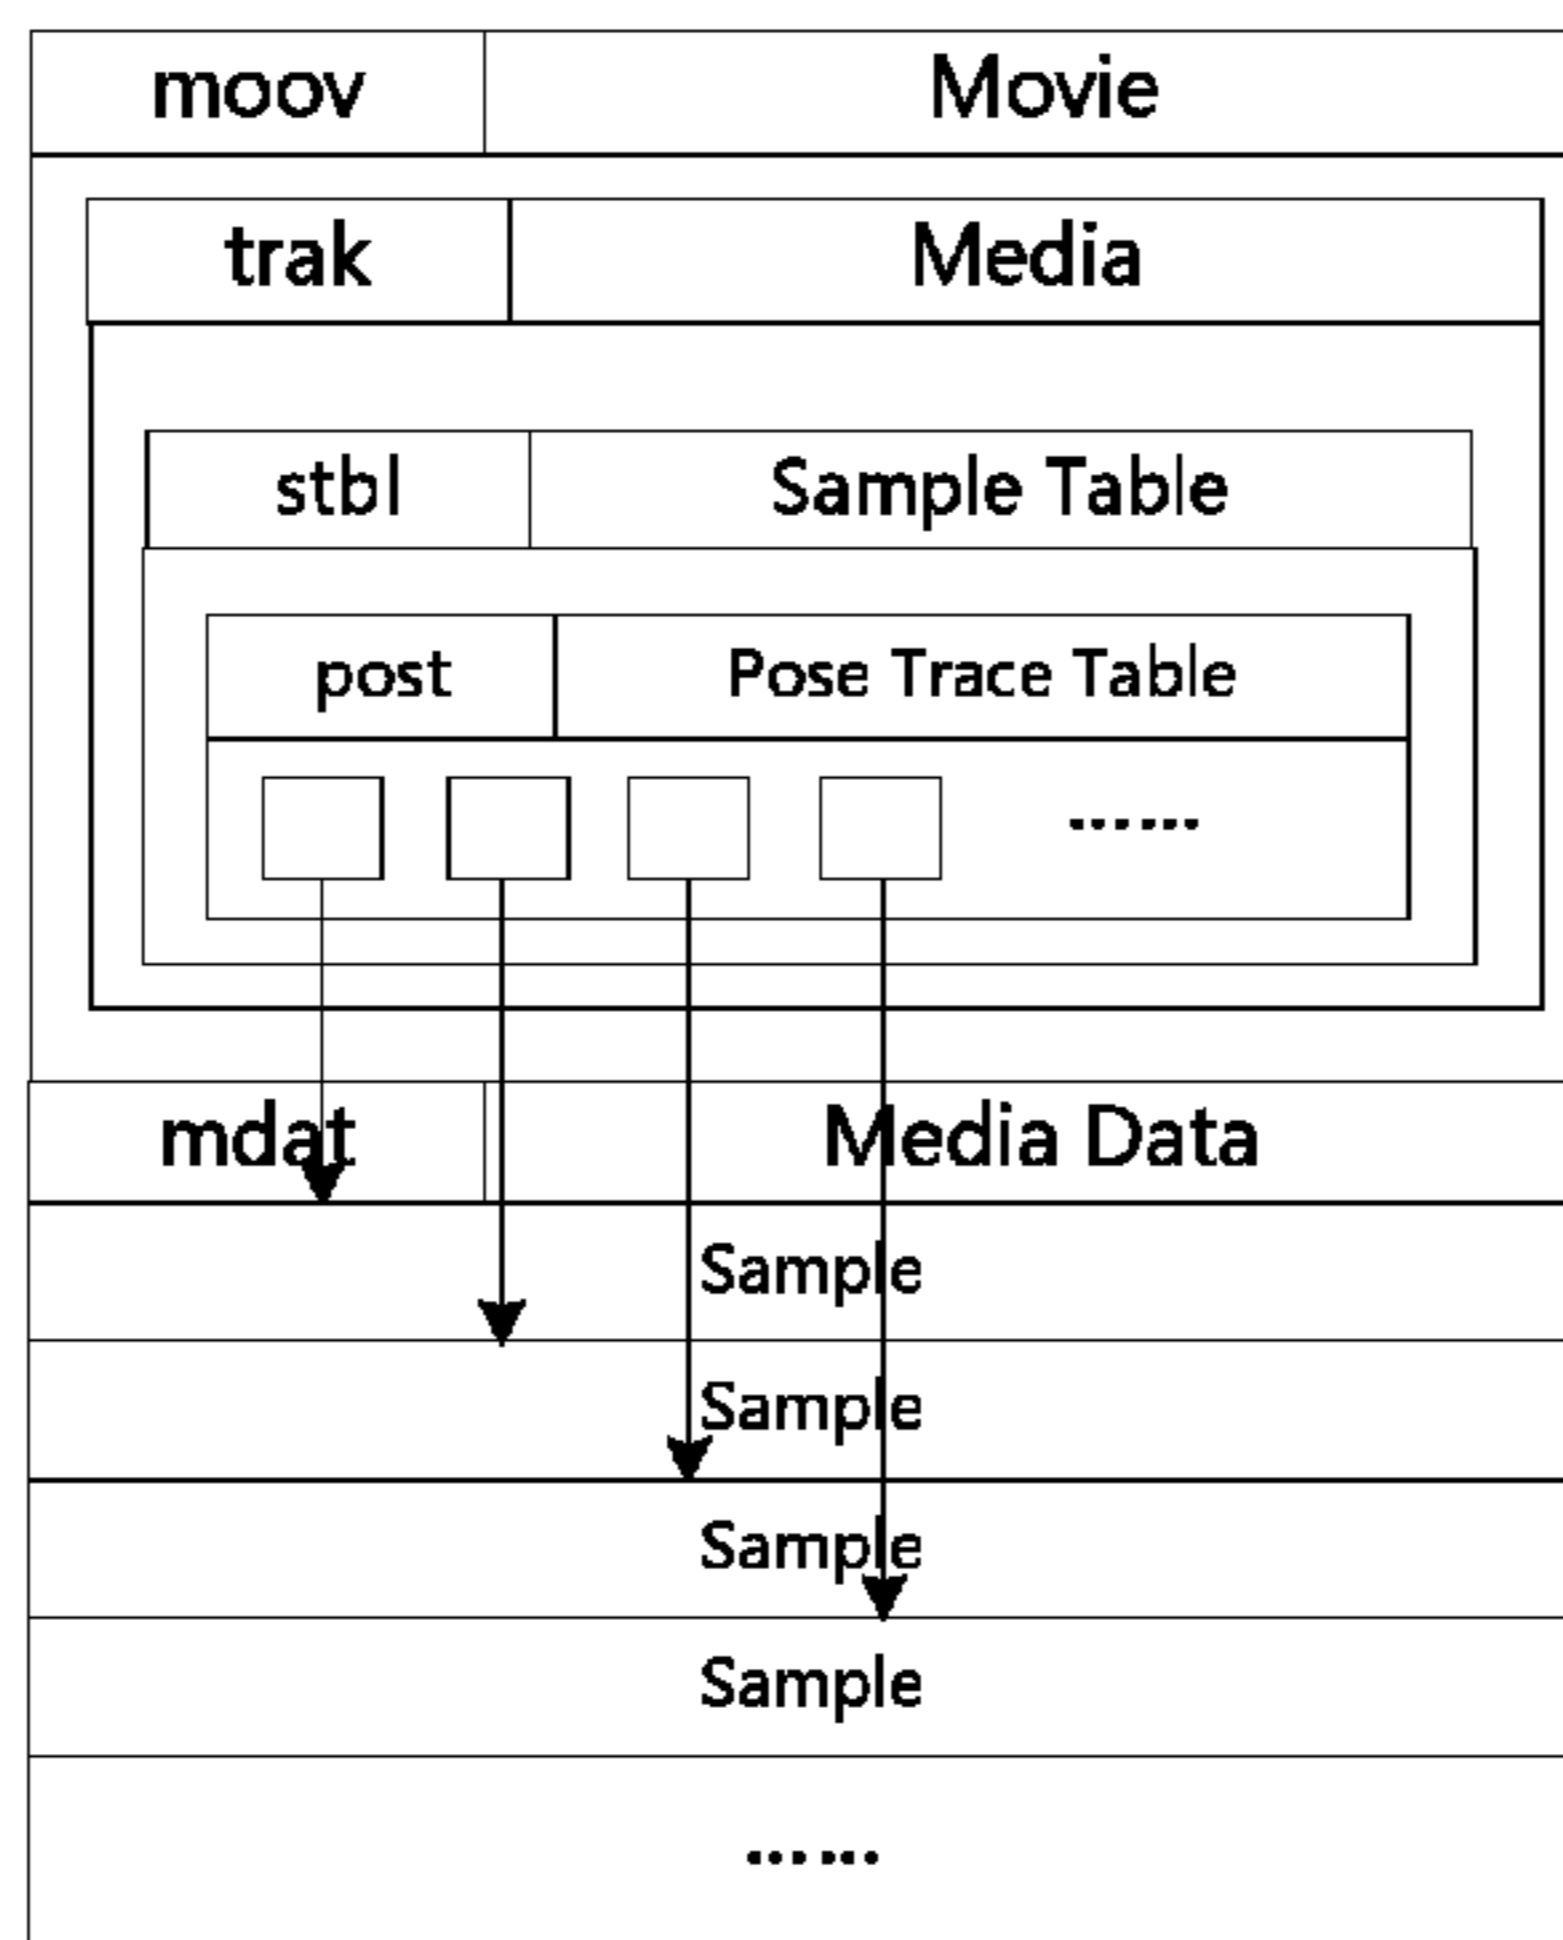 moov Movie
trak Media
stbl Sample Table
post Pose Trace Table
......
mdat Media Data
Sample
Sample
Sample
Sample
......